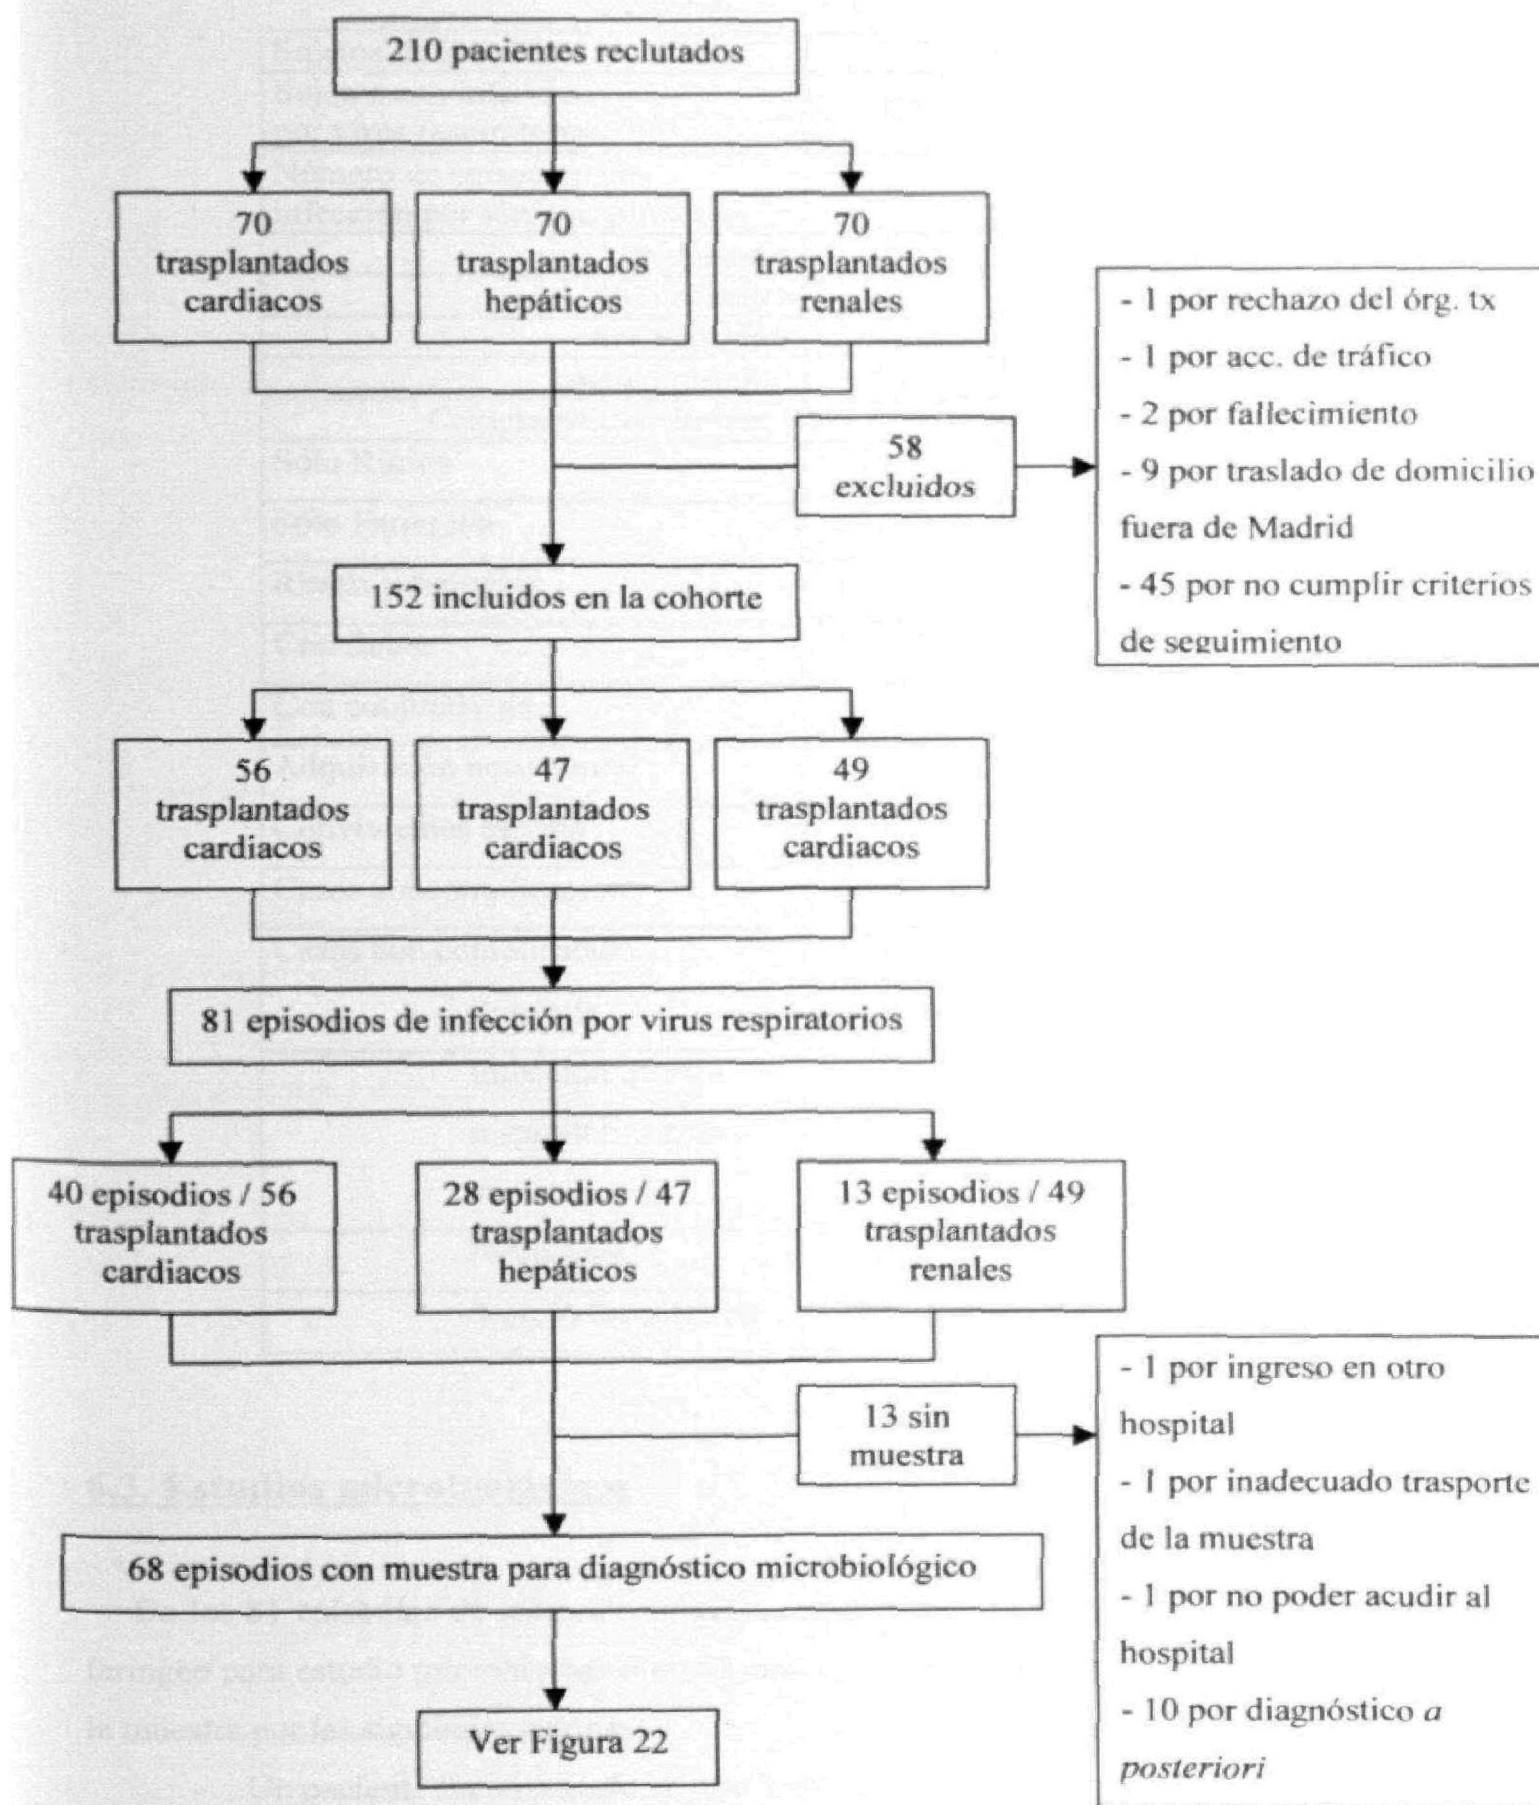 210 pacientes reclutados
70
trasplantados
cardiacos
70
trasplantados
hepáticos
70
trasplantados
renales
58
excluidos
- 1 por rechazo del órg. tx
- 1 por acc. de tráfico
- 2 por fallecimiento
- 9 por traslado de domicilio
fuera de Madrid
- 45 por no cumplir criterios
de seguimiento
152 incluidos en la cohorte
56
trasplantados
cardiacos
47
trasplantados
cardiacos
49
trasplantados
cardiacos
81 episodios de infección por virus respiratorios
40 episodios / 56
trasplantados
cardiacos
28 episodios / 47
trasplantados
hepáticos
13 episodios / 49
trasplantados
renales
13 sin
muestra
- 1 por ingreso en otro
hospital
- 1 por inadecuado trasporte
de la muestra
- 1 por no poder acudir al
hospital
- 10 por diagnóstico a
posteriori
68 episodios con muestra para diagnóstico microbiológico
Ver Figura 22